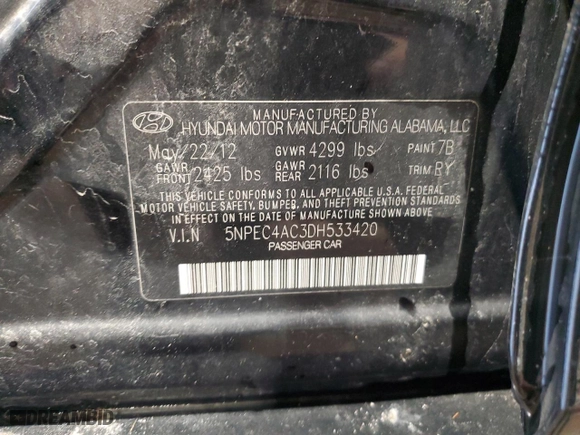 MANUFACTURED BY
HYUNDAI MOTOR MANUFACTURING ALABAMA, LLC
May/22/12 GVWR 4299 lbs PAINT 7B
GAWR FRONT 2425 lbs GAWR REAR 2116 lbs TRIM RY
THIS VEHICLE CONFORMS TO ALL APPLICABLE U.S.A. FEDERAL
MOTOR VEHICLE SAFETY, BUMPER, AND THEFT PREVENTION STANDARDS
IN EFFECT ON THE DATE OF MANUFACTURE SHOWN ABOVE
V.I.N 5NPEC4AC3DH533420
PASSENGER CAR
DREAMBID